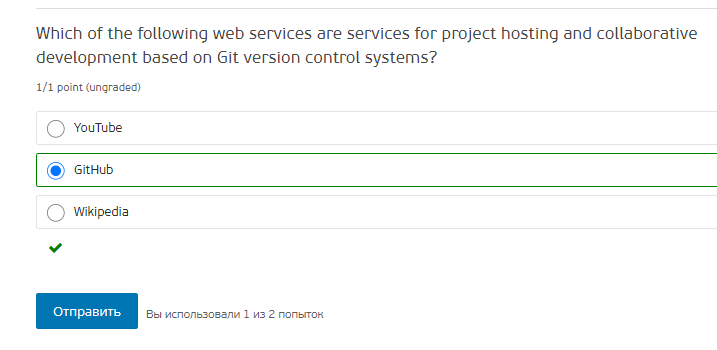 Which of the following web services are services for project hosting and collaborative
development based on Git version control systems?
1/1 point (ungraded)
YouTube
GitHub
Wikipedia
Отправить
Вы использовали 1 из 2 попыток